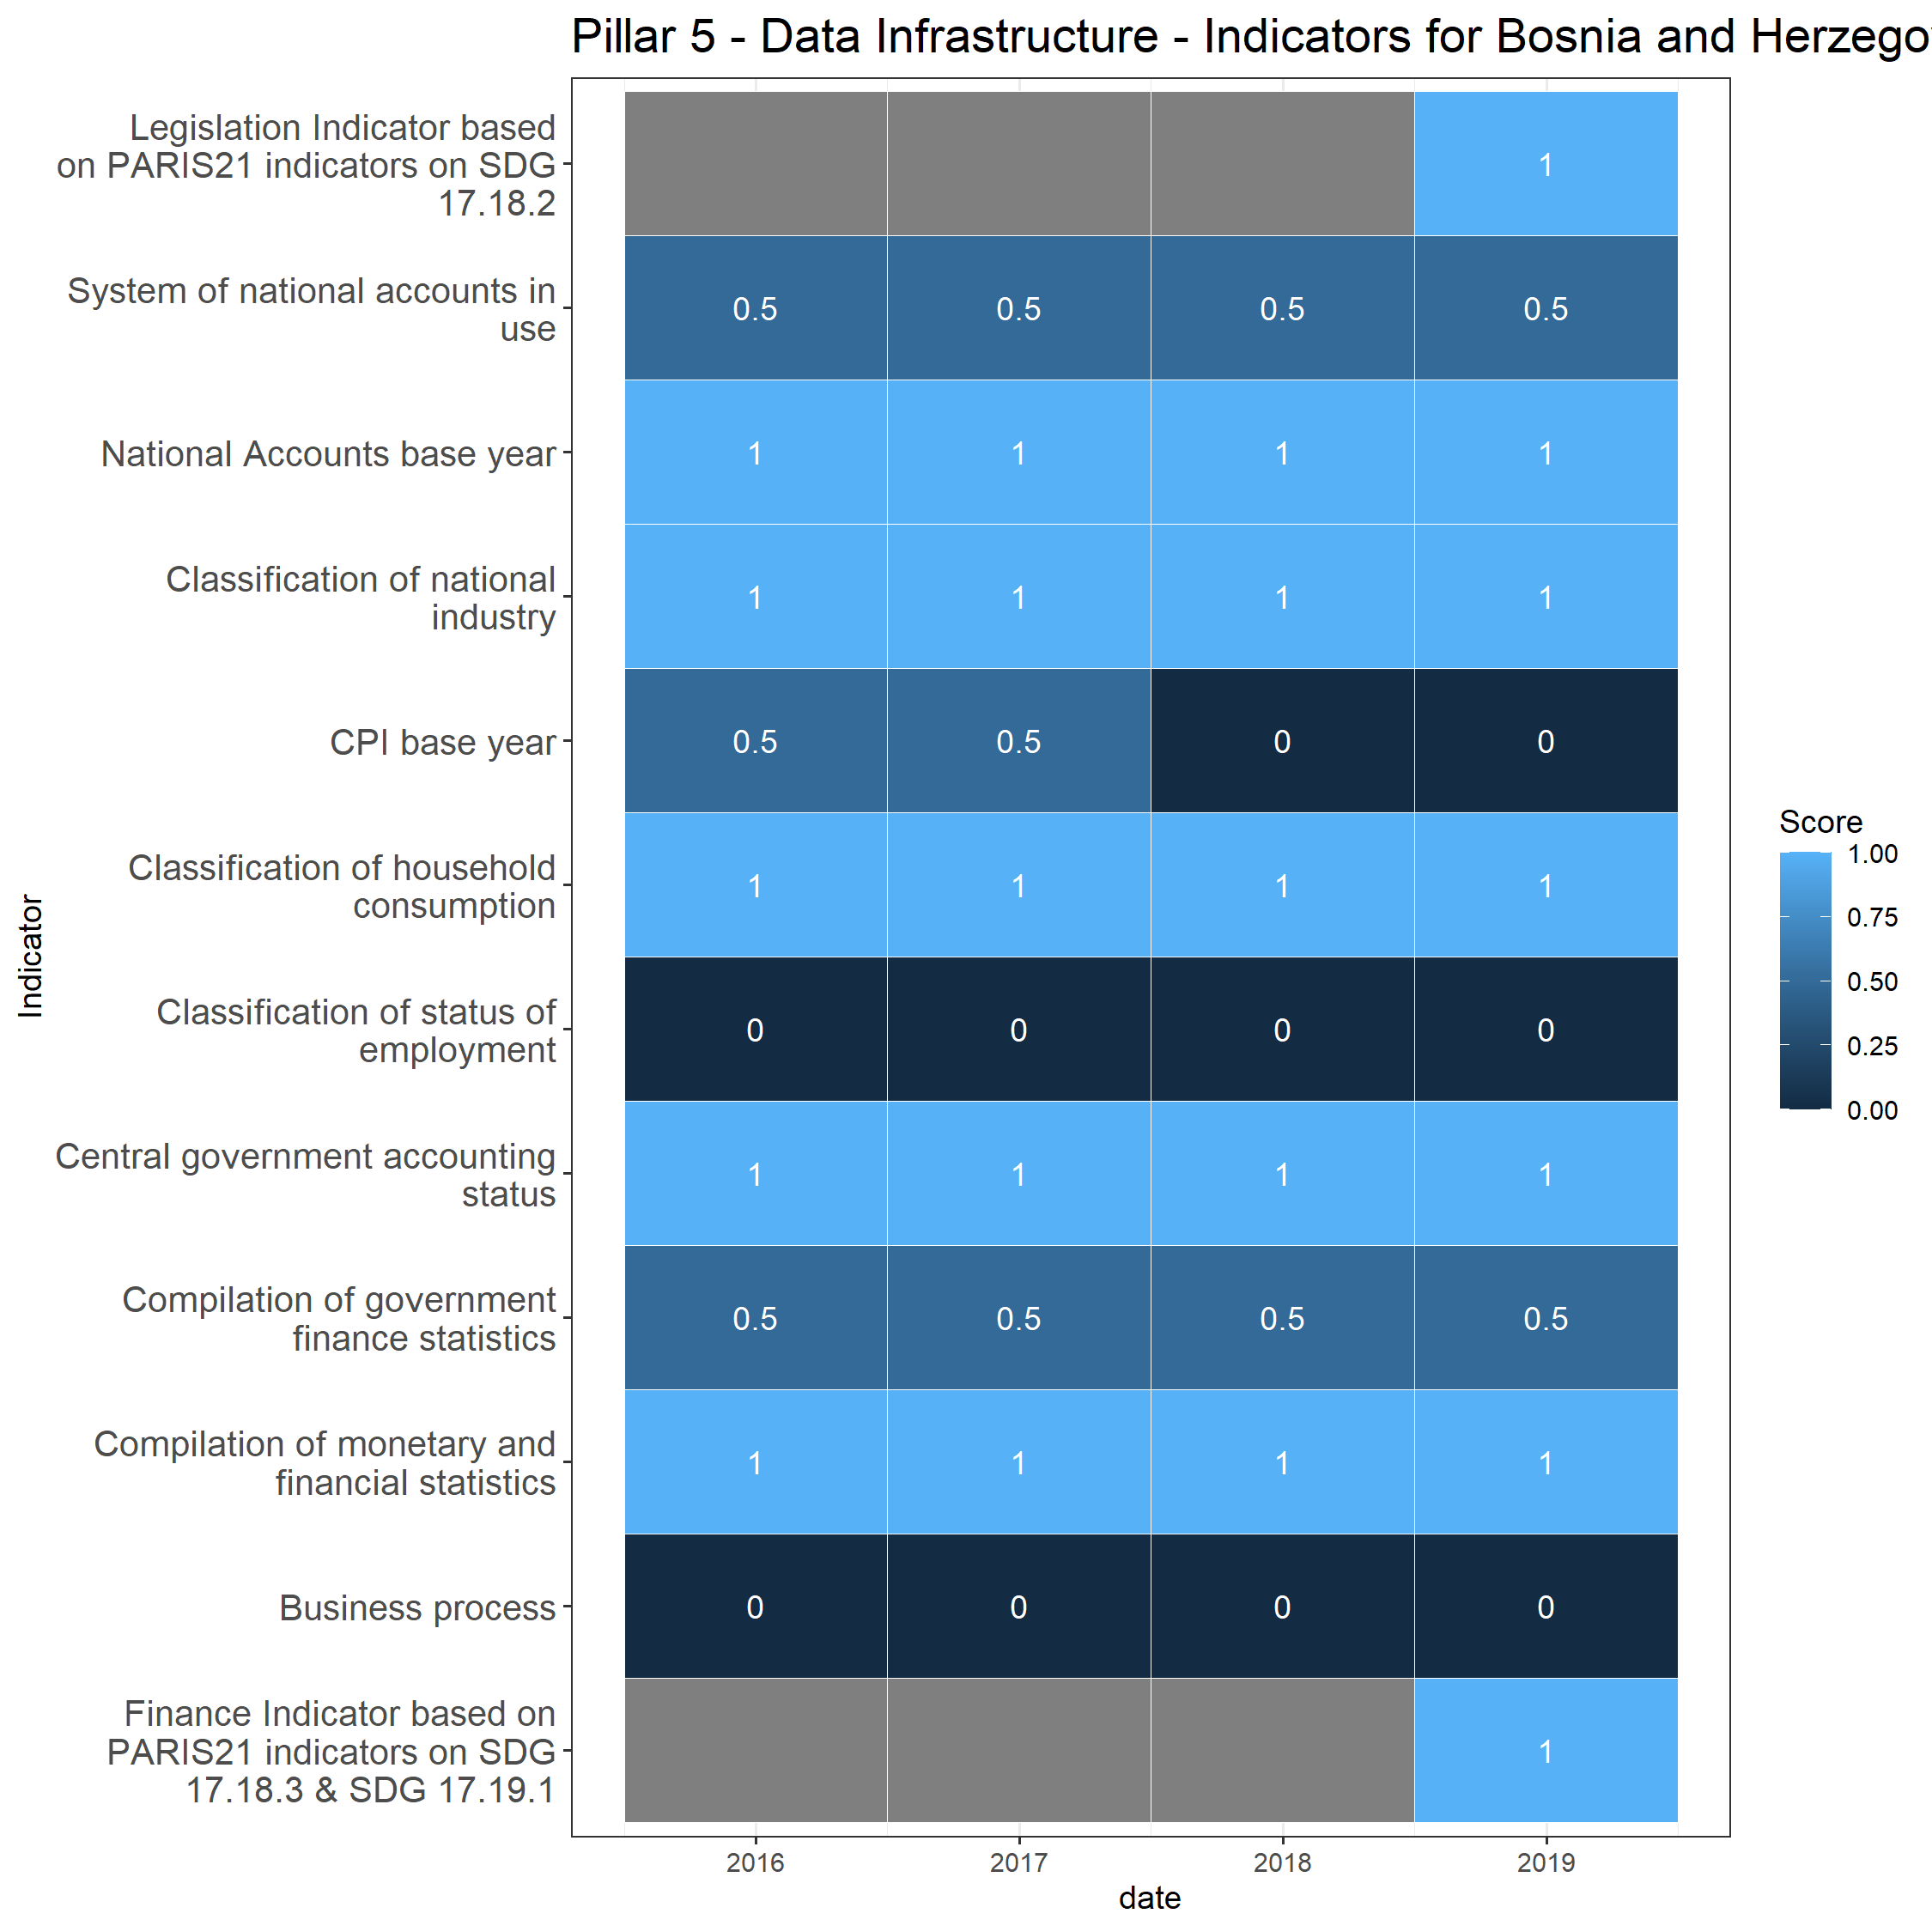 Pillar 5 - Data Infrastructure - Indicators for Bosnia and Herzego
Legislation Indicator based
on PARIS21 indicators on SDG
17.18.2
1
System of national accounts in
use
0.5 0.5 0.5 0.5
National Accounts base year
1 1 1 1
Classification of national
industry
1 1 1 1
CPI base year
0.5 0.5 0 0
Classification of household
consumption
1 1 1 1
Classification of status of
employment
0 0 0 0
Central government accounting
status
1 1 1 1
Compilation of government
finance statistics
0.5 0.5 0.5 0.5
Compilation of monetary and
financial statistics
1 1 1 1
Business process
0 0 0 0
Finance Indicator based on
PARIS21 indicators on SDG
17.18.3 & SDG 17.19.1
1
2016 2017 2018 2019
date
Indicator
Score
1.00
0.75
0.50
0.25
0.00